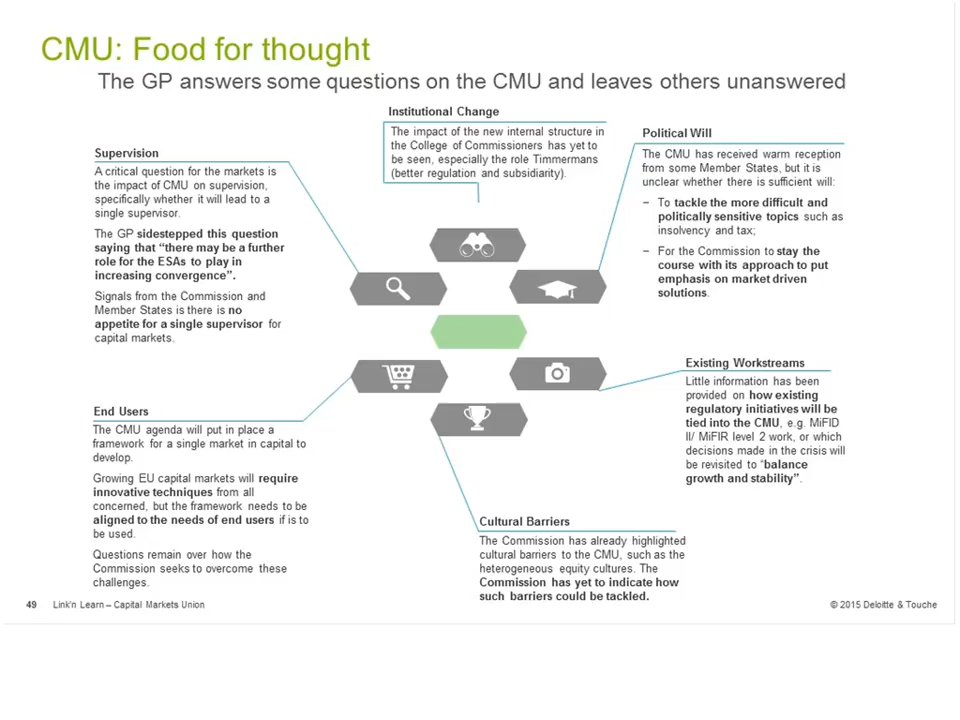 CMU: Food for thought
The GP answers some questions on the CMU and leaves others unanswered
Institutional Change
The impact of the new internal structure in
the College of Commissioners has yet to
be seen, especially the role Timmermans
(better regulation and subsidiarity).
Political Will
The CMU has received warm reception
from some Member States, but it is
unclear whether there is sufficient will:
– To tackle the more difficult and
politically sensitive topics such as
insolvency and tax;
– For the Commission to stay the
course with its approach to put
emphasis on market driven
solutions.
Supervision
A critical question for the markets is
the impact of CMU on supervision,
specifically whether it will lead to a
single supervisor.
The GP sidestepped this question
saying that “there may be a further
role for the ESAs to play in
increasing convergence”.
Signals from the Commission and
Member States is there is no
appetite for a single supervisor for
capital markets.
Existing Workstreams
Little information has been
provided on how existing
regulatory initiatives will be
tied into the CMU, e.g. MiFID
II/ MiFIR level 2 work, or which
decisions made in the crisis will
be revisited to “balance
growth and stability”.
End Users
The CMU agenda will put in place a
framework for a single market in capital to
develop.
Growing EU capital markets will require
innovative techniques from all
concerned, but the framework needs to be
aligned to the needs of end users if is to
be used.
Questions remain over how the
Commission seeks to overcome these
challenges.
Cultural Barriers
The Commission has already highlighted
cultural barriers to the CMU, such as the
heterogeneous equity cultures. The
Commission has yet to indicate how
such barriers could be tackled.
49 Link'n Learn – Capital Markets Union
© 2015 Deloitte & Touche